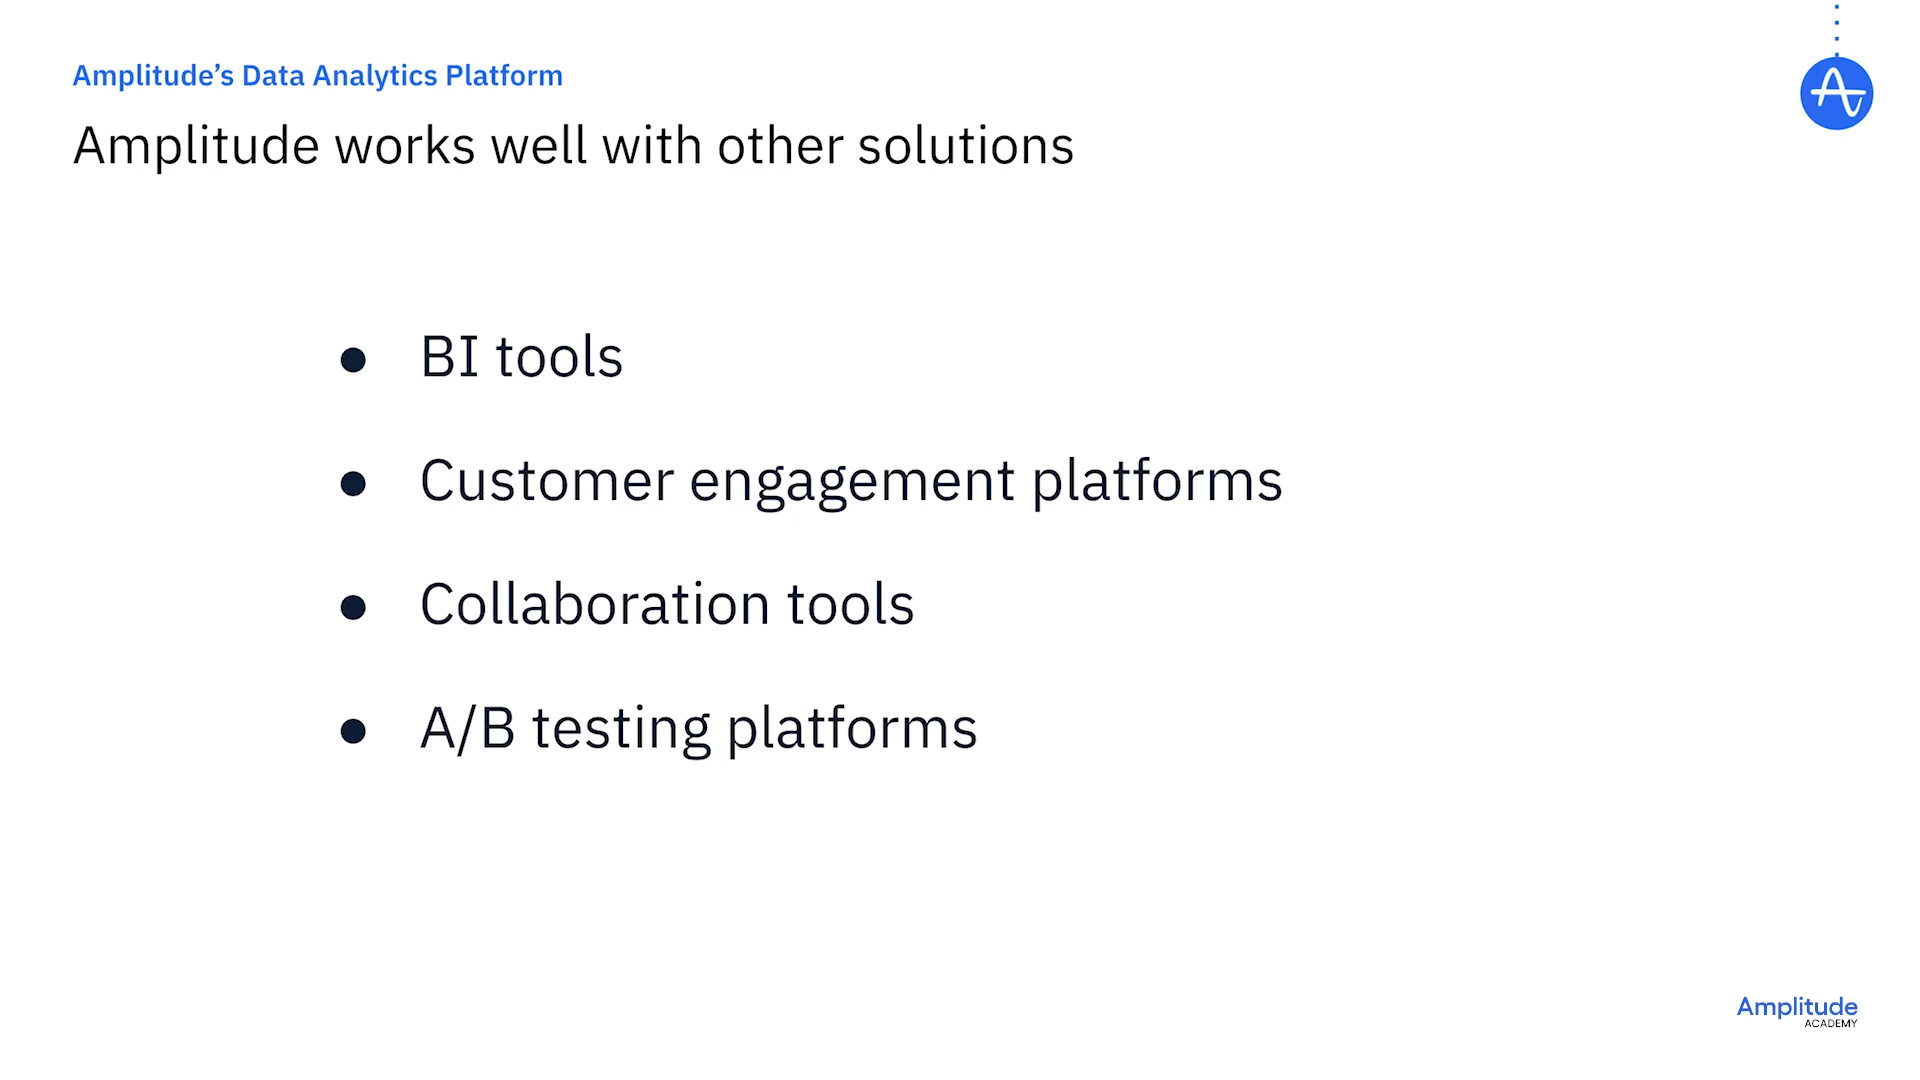 Amplitude’s Data Analytics Platform
Amplitude works well with other solutions
● BI tools
● Customer engagement platforms
● Collaboration tools
● A/B testing platforms
Amplitude
ACADEMY